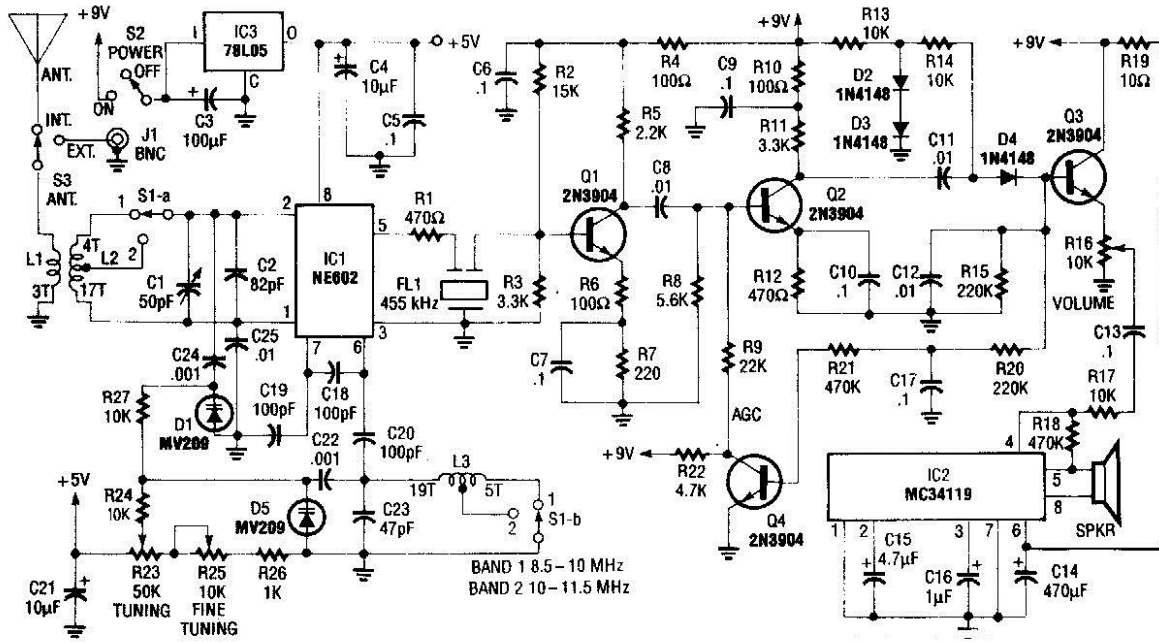 +9V
S2
POWER
OFF
ON
I
IC3
78L05
O
C
+
C3
100µF
ANT.
INT.
EXT.
J1
BNC
S3
ANT.
+5V
+
C4
10µF
C5
.1
C6
.1
R2
15K
R4
100Ω
R5
2.2K
C9
.1
+9V
R10
100Ω
R11
3.3K
R13
10K
R14
10K
D2
1N4148
D3
1N4148
C11
.01
D4
1N4148
+9V
R19
10Ω
Q3
2N3904
1
S1-a
2
L1
3T
4T
L2
17T
C1
50pF
C2
82pF
2
8
5
IC1
NE602
1
3
7
6
R1
470Ω
FL1
455 kHz
R3
3.3K
Q1
2N3904
R6
100Ω
C7
.1
R7
220
C8
.01
R8
5.6K
R9
22K
AGC
Q2
2N3904
R12
470Ω
C10
.1
C12
.01
R15
220K
R16
10K
VOLUME
C13
.1
R17
10K
R18
470K
R20
220K
C17
.1
R21
470K
+9V
R22
4.7K
Q4
2N3904
C24
.001
C25
.01
R27
10K
D1
MV209
C19
100pF
C18
100pF
C22
.001
C20
100pF
L3
19T
5T
1
2
S1-b
+5V
R24
10K
D5
MV209
C23
47pF
C21
10µF
+
R23
50K
TUNING
R25
10K
FINE
TUNING
R26
1K
BAND 1 8.5–10 MHz
BAND 2 10–11.5 MHz
4
IC2
MC34119
5
8
SPKR
1
2
3
7
6
+
C15
4.7µF
C16
1µF
+
+
C14
470µF